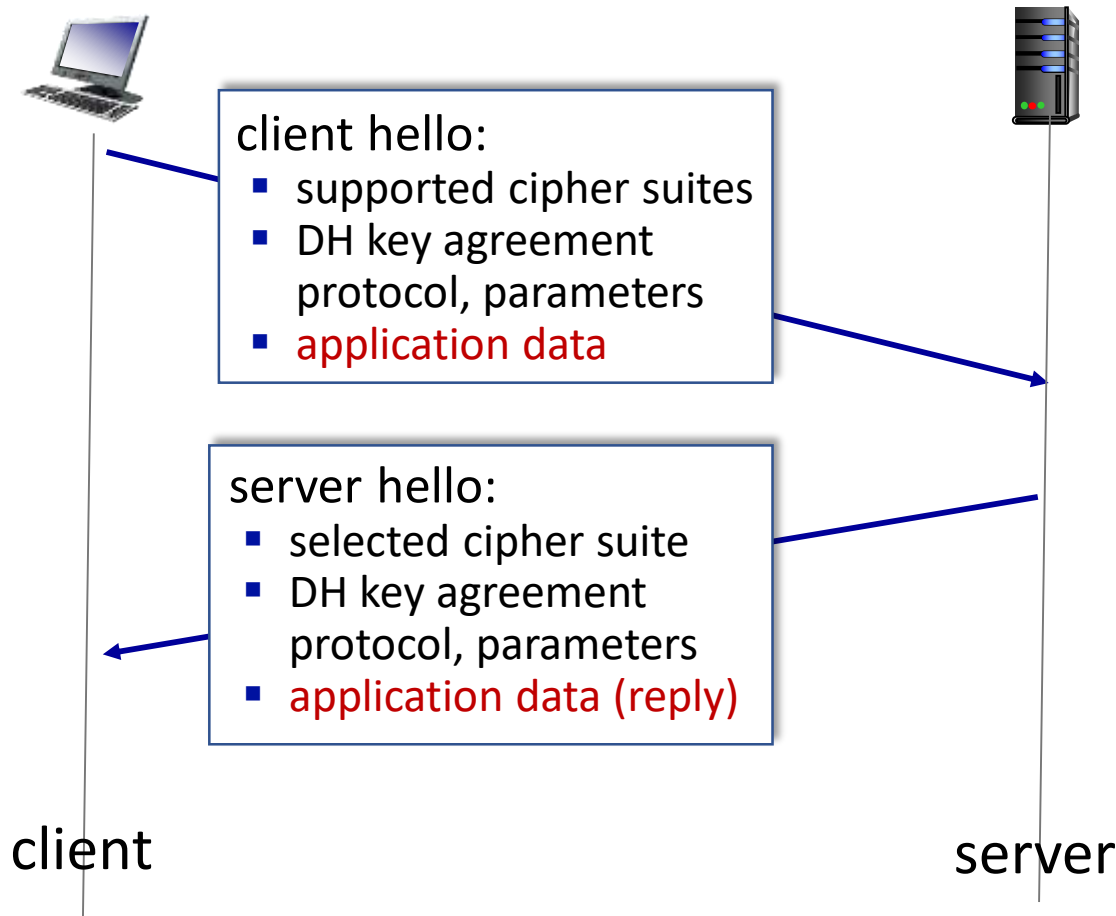 client hello:
▪ supported cipher suites
▪ DH key agreement
protocol, parameters
▪ application data
server hello:
▪ selected cipher suite
▪ DH key agreement
protocol, parameters
▪ application data (reply)
client
server